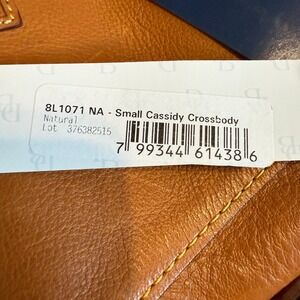 8L1071 NA - Small Cassidy Crossbody
Natural
Lot 376382515
7 99344 61438 6